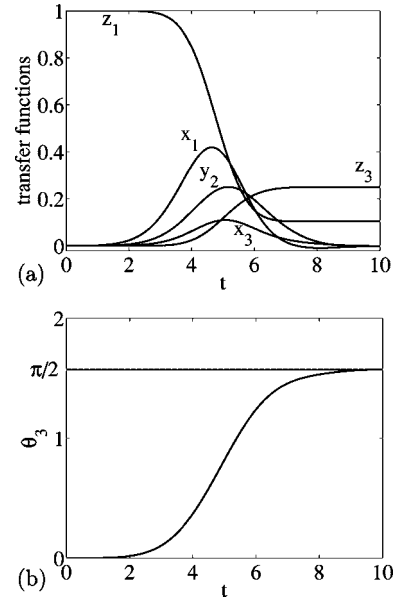 1
z₁
0.8
transfer functions
0.6
x₁
0.4
y₂
z₃
0.2
x₃
0
0 2 4 6 8 10
(a)
t
2
π/2
θ₃
1
0
0 2 4 6 8 10
(b)
t